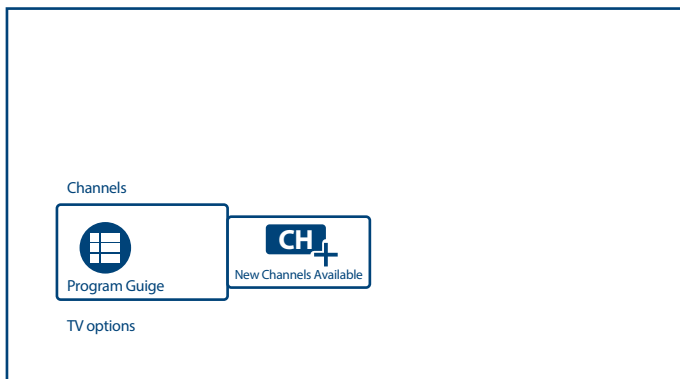 Channels
CH
New Channels Available
Program Guige
TV options